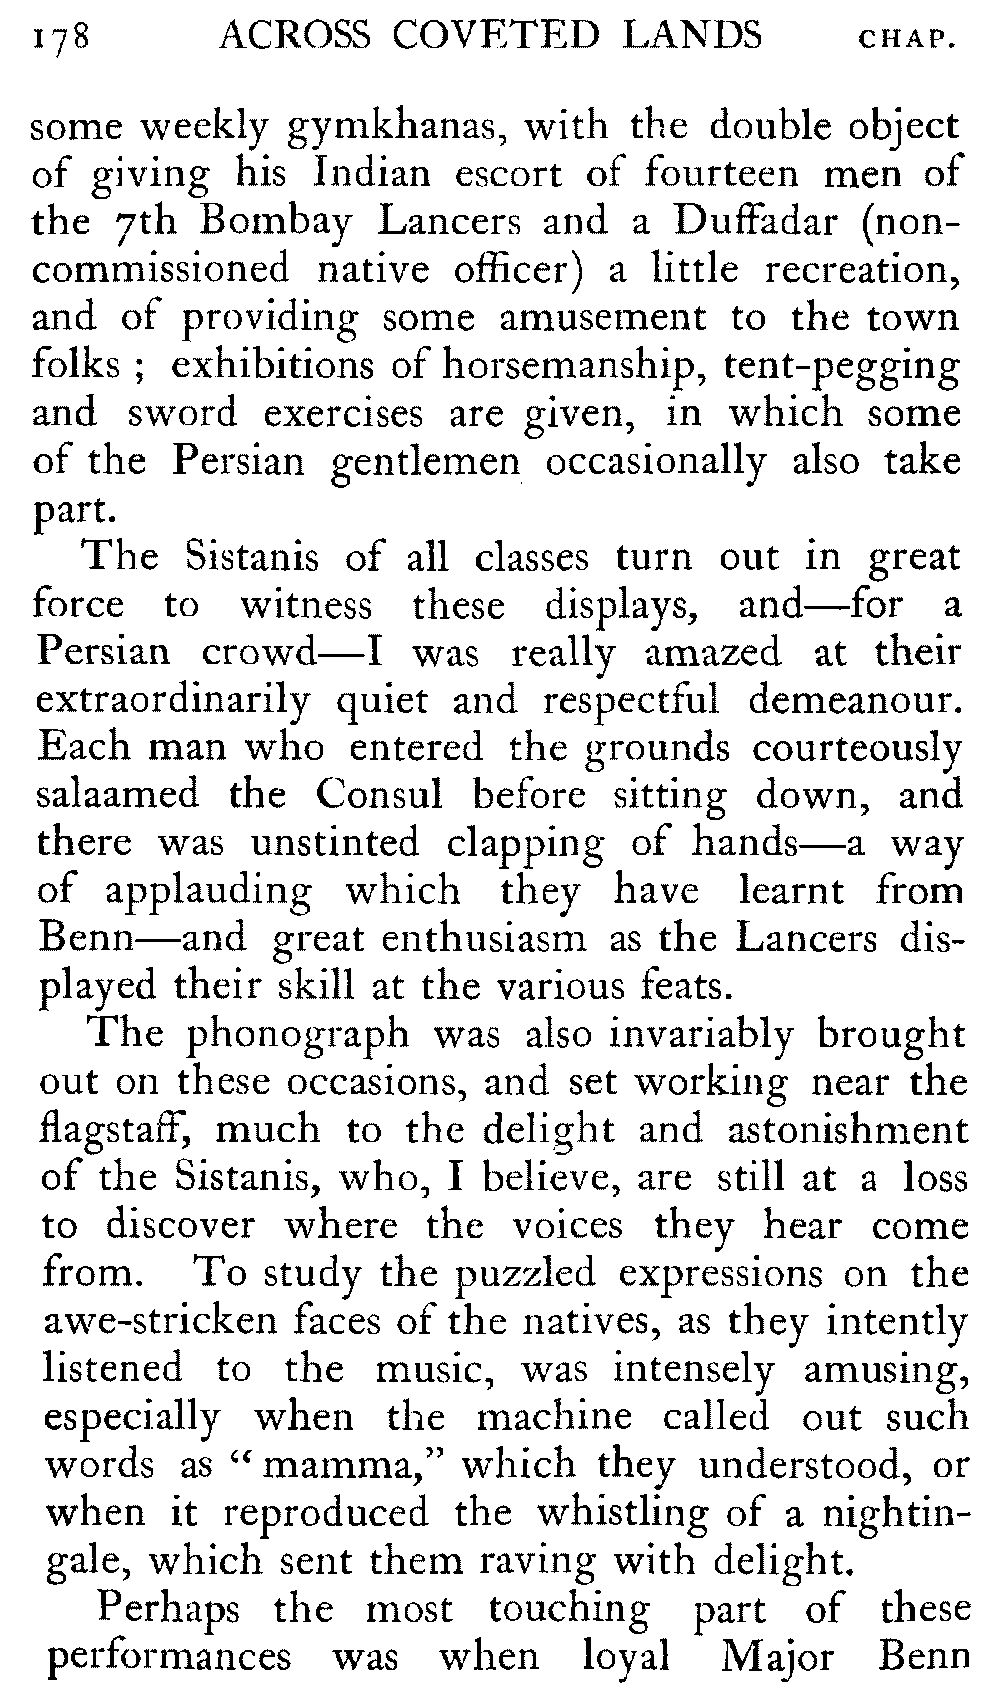 178 ACROSS COVETED LANDS CHAP.
some weekly gymkhanas, with the double object
of giving his Indian escort of fourteen men of
the 7th Bombay Lancers and a Duffadar (non-
commissioned native officer) a little recreation,
and of providing some amusement to the town
folks ; exhibitions of horsemanship, tent-pegging
and sword exercises are given, in which some
of the Persian gentlemen occasionally also take
part.
The Sistanis of all classes turn out in great
force to witness these displays, and—for a
Persian crowd—I was really amazed at their
extraordinarily quiet and respectful demeanour.
Each man who entered the grounds courteously
salaamed the Consul before sitting down, and
there was unstinted clapping of hands—a way
of applauding which they have learnt from
Benn—and great enthusiasm as the Lancers dis-
played their skill at the various feats.
The phonograph was also invariably brought
out on these occasions, and set working near the
flagstaff, much to the delight and astonishment
of the Sistanis, who, I believe, are still at a loss
to discover where the voices they hear come
from. To study the puzzled expressions on the
awe-stricken faces of the natives, as they intently
listened to the music, was intensely amusing,
especially when the machine called out such
words as “ mamma,” which they understood, or
when it reproduced the whistling of a nightin-
gale, which sent them raving with delight.
Perhaps the most touching part of these
performances was when loyal Major Benn